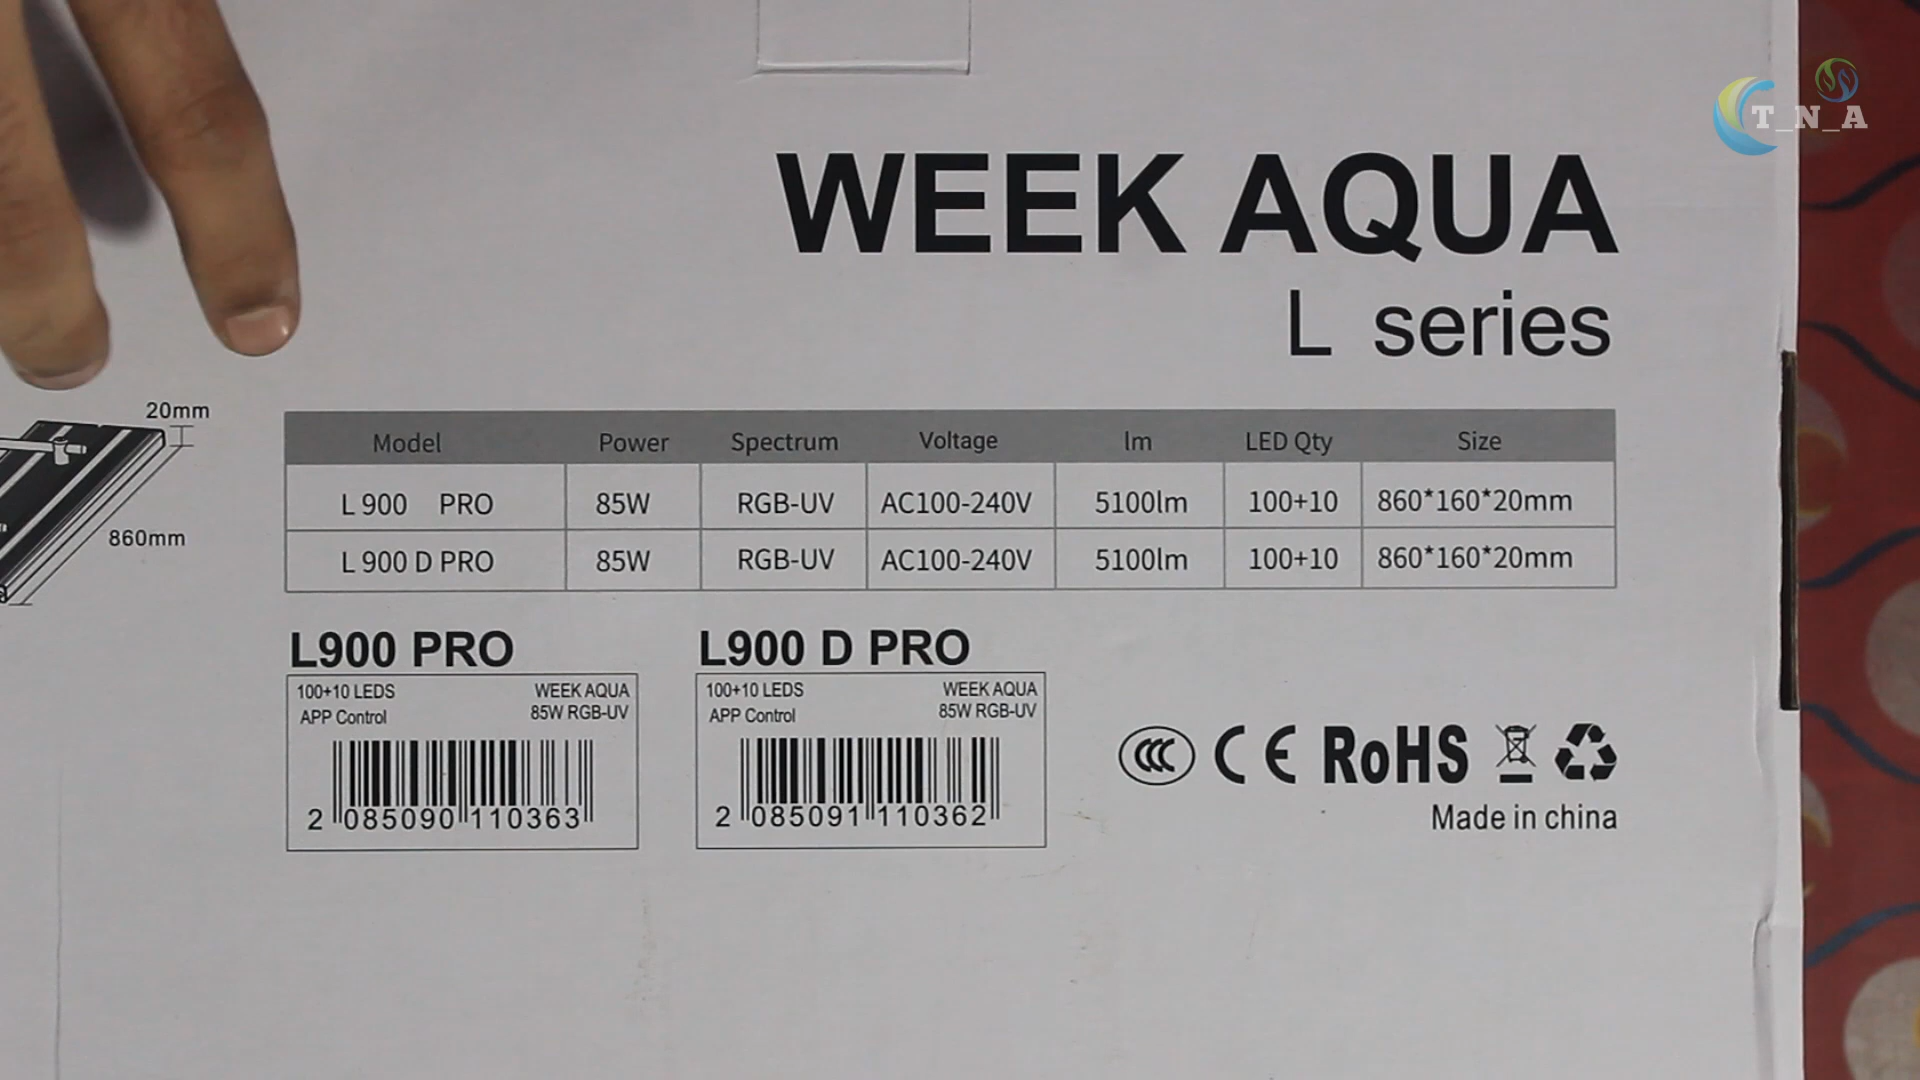 T_N_A
WEEK AQUA
L series
20mm
860mm
Model Power Spectrum Voltage lm LED Qty Size
L 900 PRO 85W RGB-UV AC100-240V 5100lm 100+10 860*160*20mm
L 900 D PRO 85W RGB-UV AC100-240V 5100lm 100+10 860*160*20mm
L900 PRO
100+10 LEDS WEEK AQUA
APP Control 85W RGB-UV
2 085090 110363
L900 D PRO
100+10 LEDS WEEK AQUA
APP Control 85W RGB-UV
2 085091 110362
CCC CE RoHS
Made in china